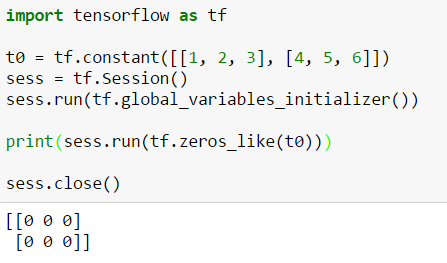 import tensorflow as tf
t0 = tf.constant([[1, 2, 3], [4, 5, 6]])
sess = tf.Session()
sess.run(tf.global_variables_initializer())
print(sess.run(tf.zeros_like(t0)))
sess.close()
[[0 0 0]
 [0 0 0]]